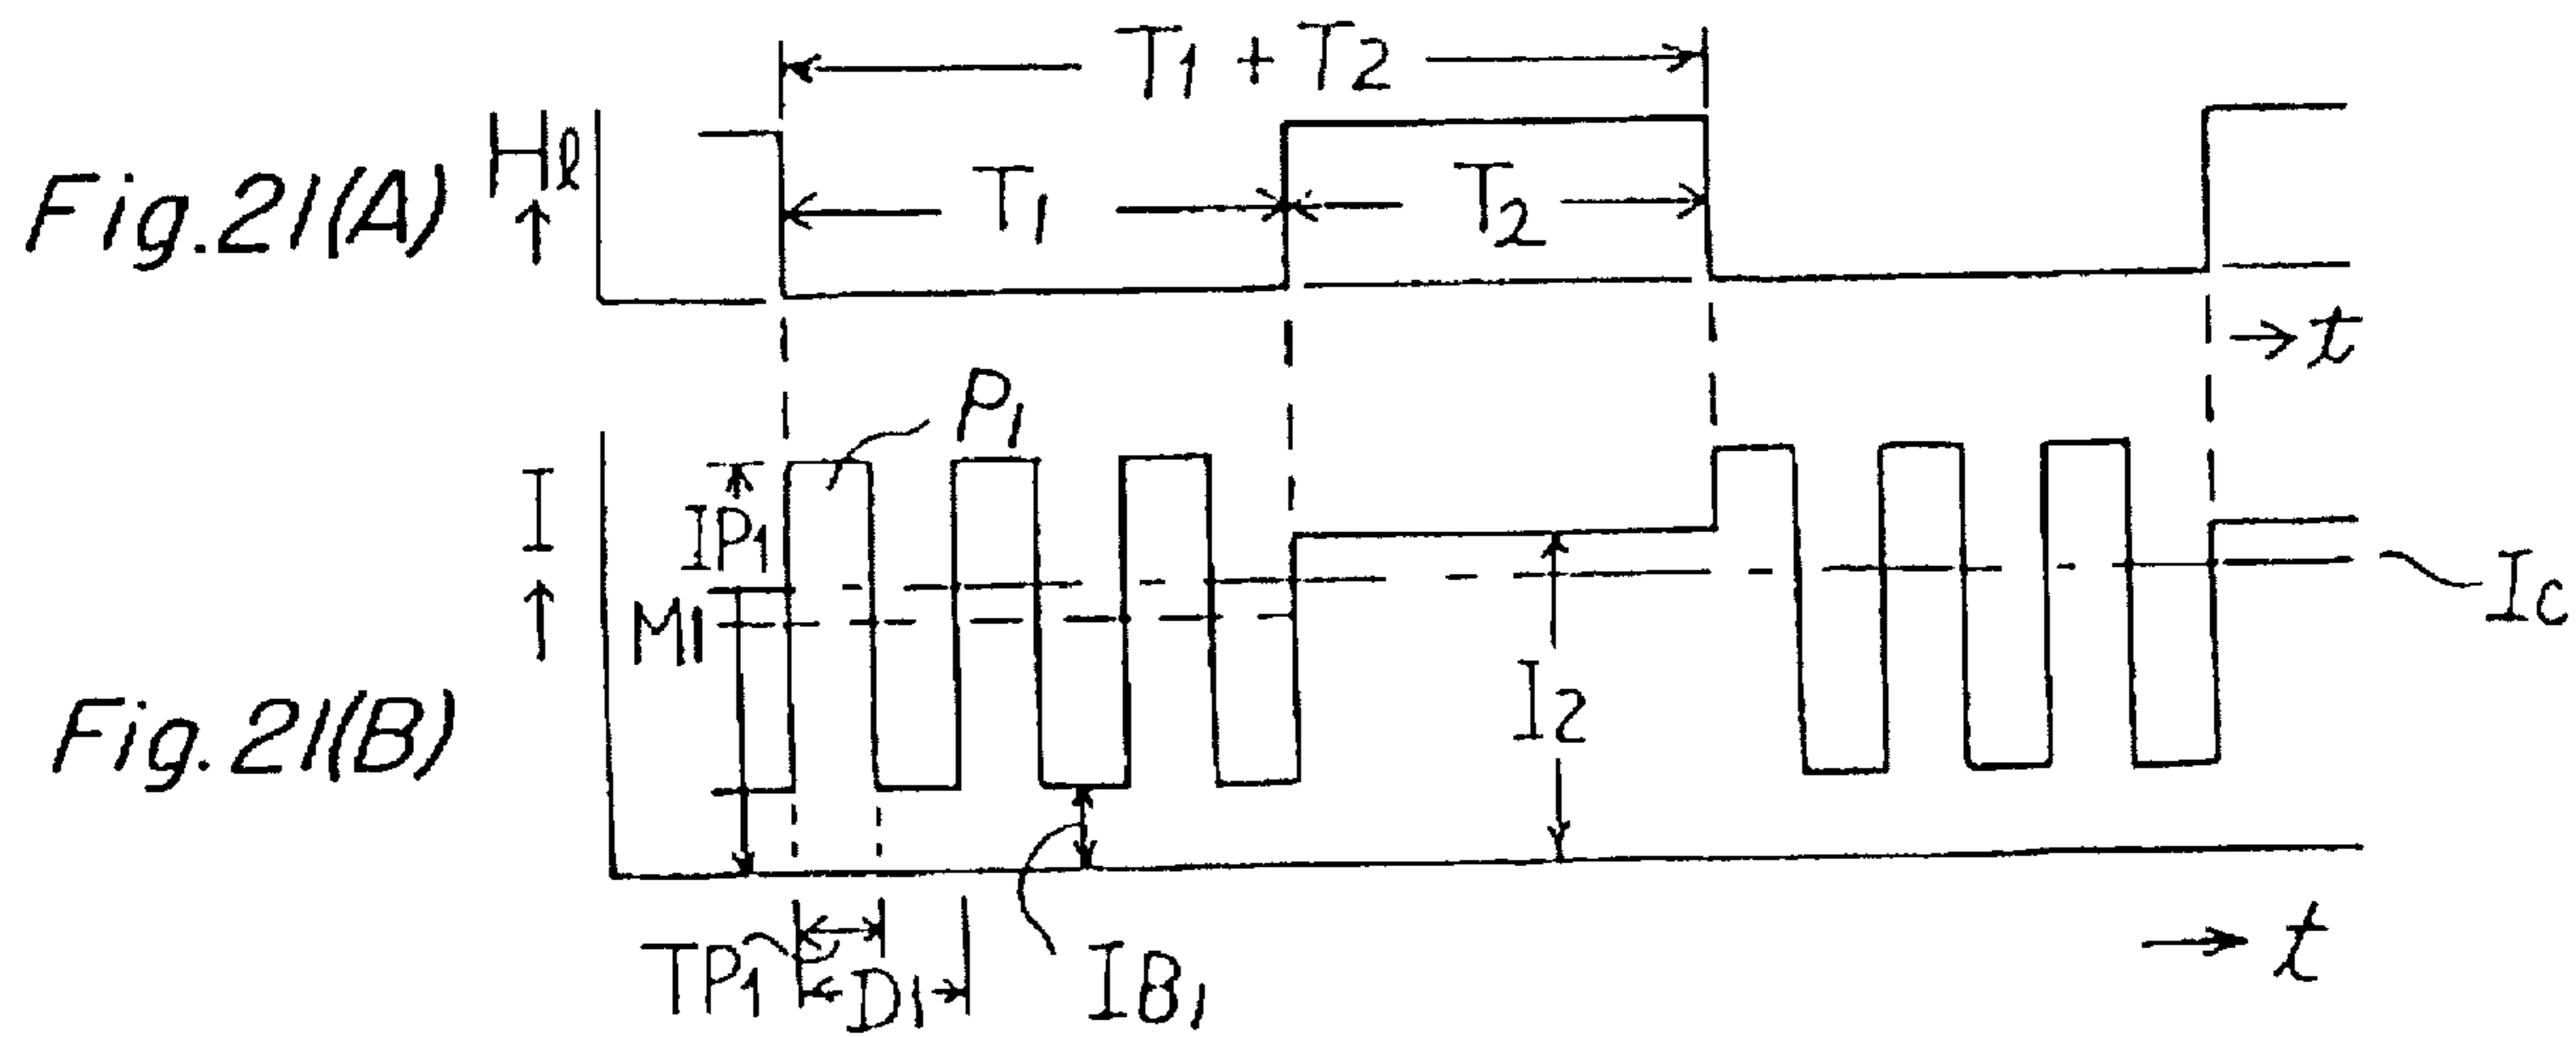 T1 + T2
Fig.21(A)
Hl
T1
T2
t
P1
I
IP1
M1
Ic
Fig.21(B)
I2
TP1
D1
IB1
t